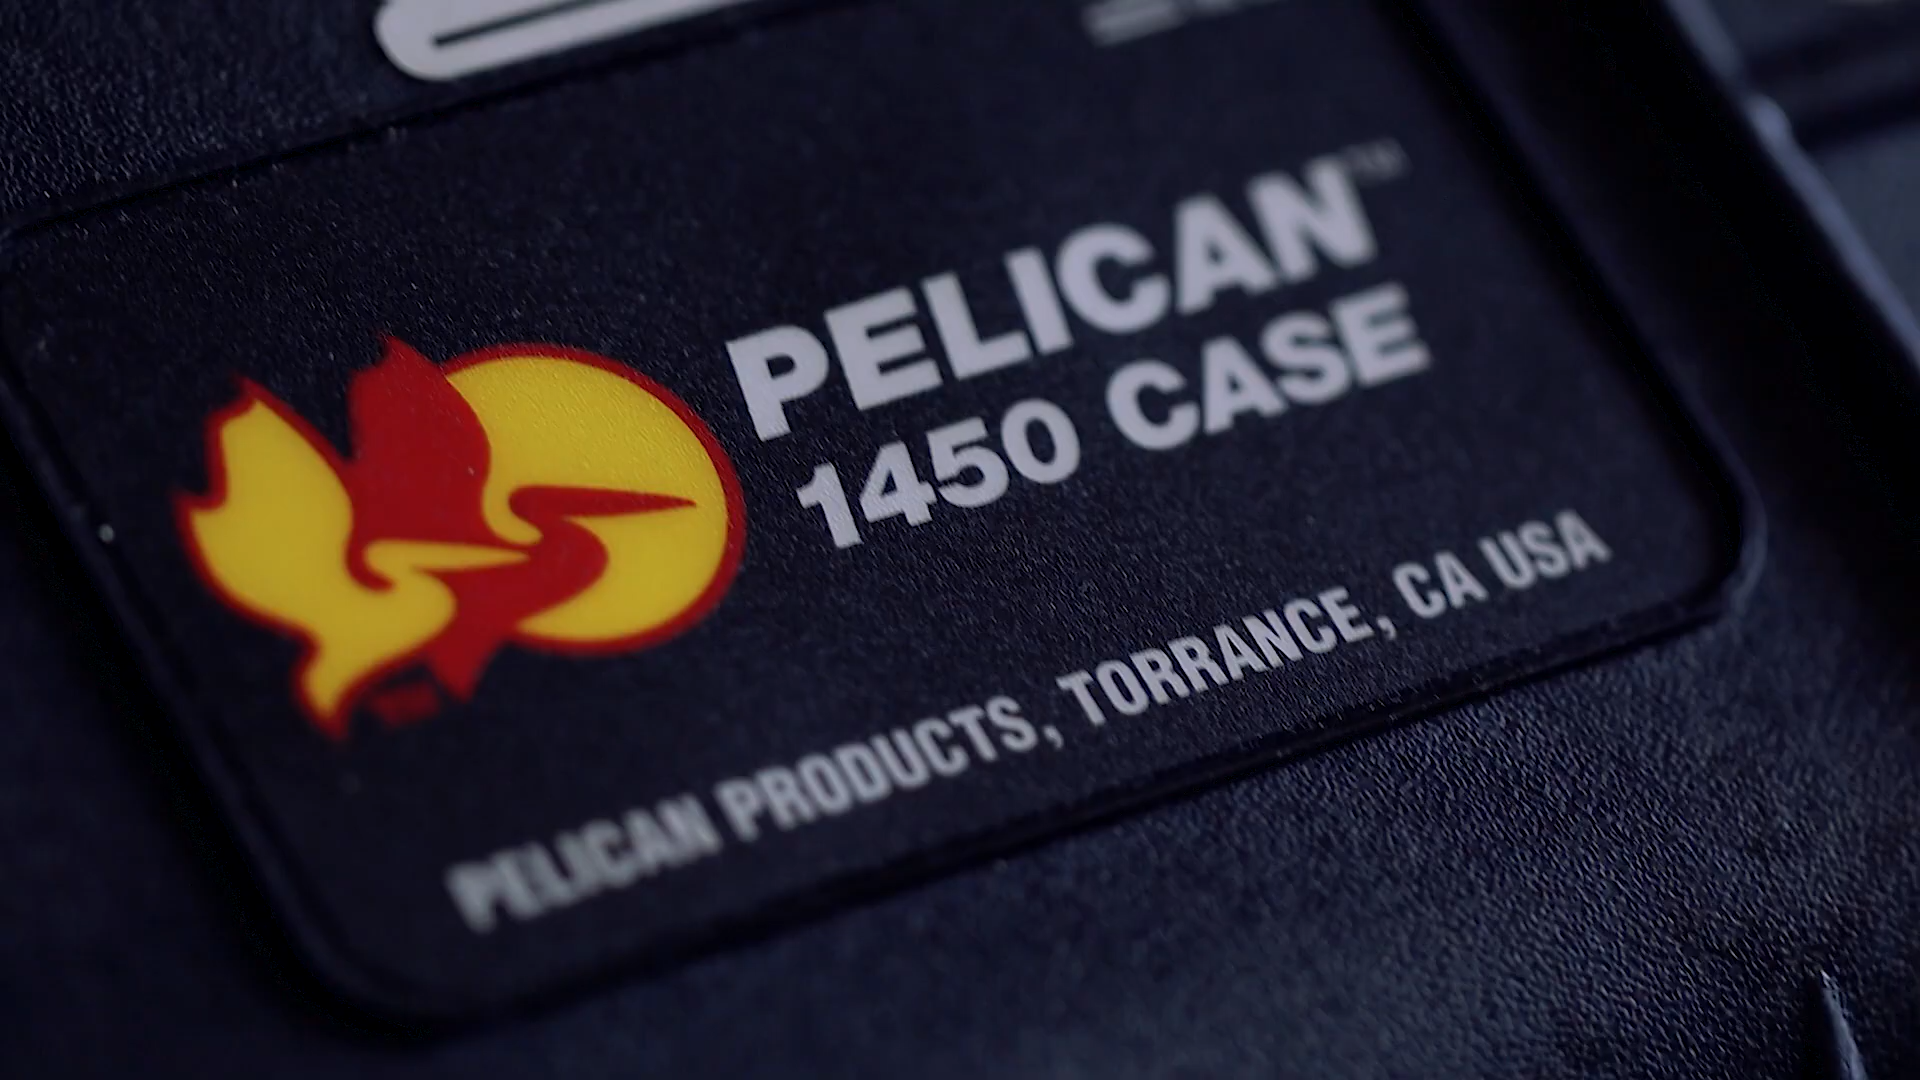 PELICAN™
1450 CASE
PELICAN PRODUCTS, TORRANCE, CA USA